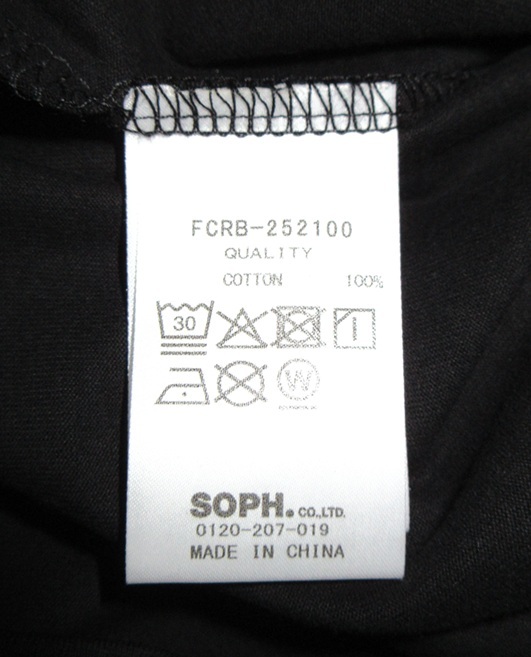 FCRB-252100
QUALITY
COTTON 100%
30
W
SOPH. CO.,LTD.
0120-207-019
MADE IN CHINA